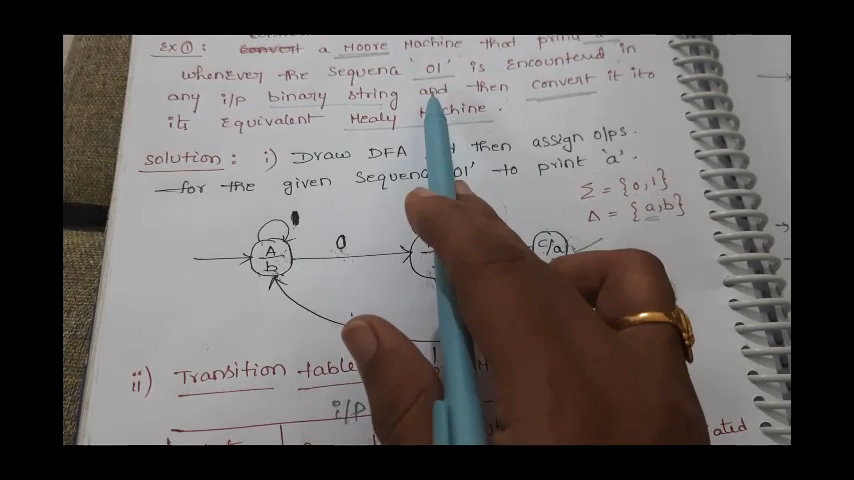 Ex ①: Convert a Moore Machine that prints a
whenever the sequence '01' is encountered in
any i/p binary string and then convert it ito
its Equivalent Mealy Machine.
Solution: i) Draw DFA then assign o/ps.
for the given Sequence '01' to print 'a'.
Σ = {0,1}
Δ = {a,b}
0
A
b
C/a
1
ii) Transition table
i/P